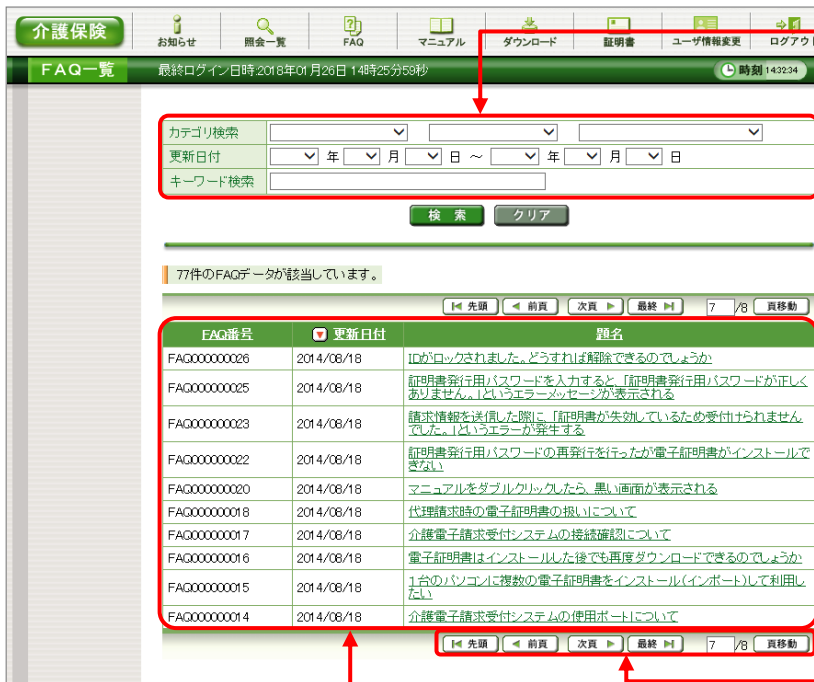 介護保険
お知らせ 照会一覧 FAQ マニュアル ダウンロード 証明書 ユーザ情報変更 ログアウト
FAQ一覧 最終ログイン日時:2018年01月26日 14時25分59秒 時刻 14:32:34
カテゴリ検索
更新日付 年 月 日 ～ 年 月 日
キーワード検索
検 索 クリア
77件のFAQデータが該当しています。
先頭 前頁 次頁 最終 7 /8 頁移動
FAQ番号 更新日付 題名
FAQ000000026 2014/08/18 IDがロックされました。どうすれば解除できるのでしょうか
FAQ000000025 2014/08/18 証明書発行用パスワードを入力すると、「証明書発行用パスワードが正しく
ありません。」というエラーメッセージが表示される
FAQ000000023 2014/08/18 請求情報を送信した際に、「証明書が失効しているため受付けられません
でした。」というエラーが発生する
FAQ000000022 2014/08/18 証明書発行用パスワードの再発行を行ったが電子証明書がインストールで
きない
FAQ000000020 2014/08/18 マニュアルをダブルクリックしたら、黒い画面が表示される
FAQ000000018 2014/08/18 代理請求時の電子証明書の扱いについて
FAQ000000017 2014/08/18 介護電子請求受付システムの接続確認について
FAQ000000016 2014/08/18 電子証明書はインストールした後でも再度ダウンロードできるのでしょうか
FAQ000000015 2014/08/18 1台のパソコンに複数の電子証明書をインストール(インポート)して利用し
たい
FAQ000000014 2014/08/18 介護電子請求受付システムの使用ポートについて
先頭 前頁 次頁 最終 7 /8 頁移動